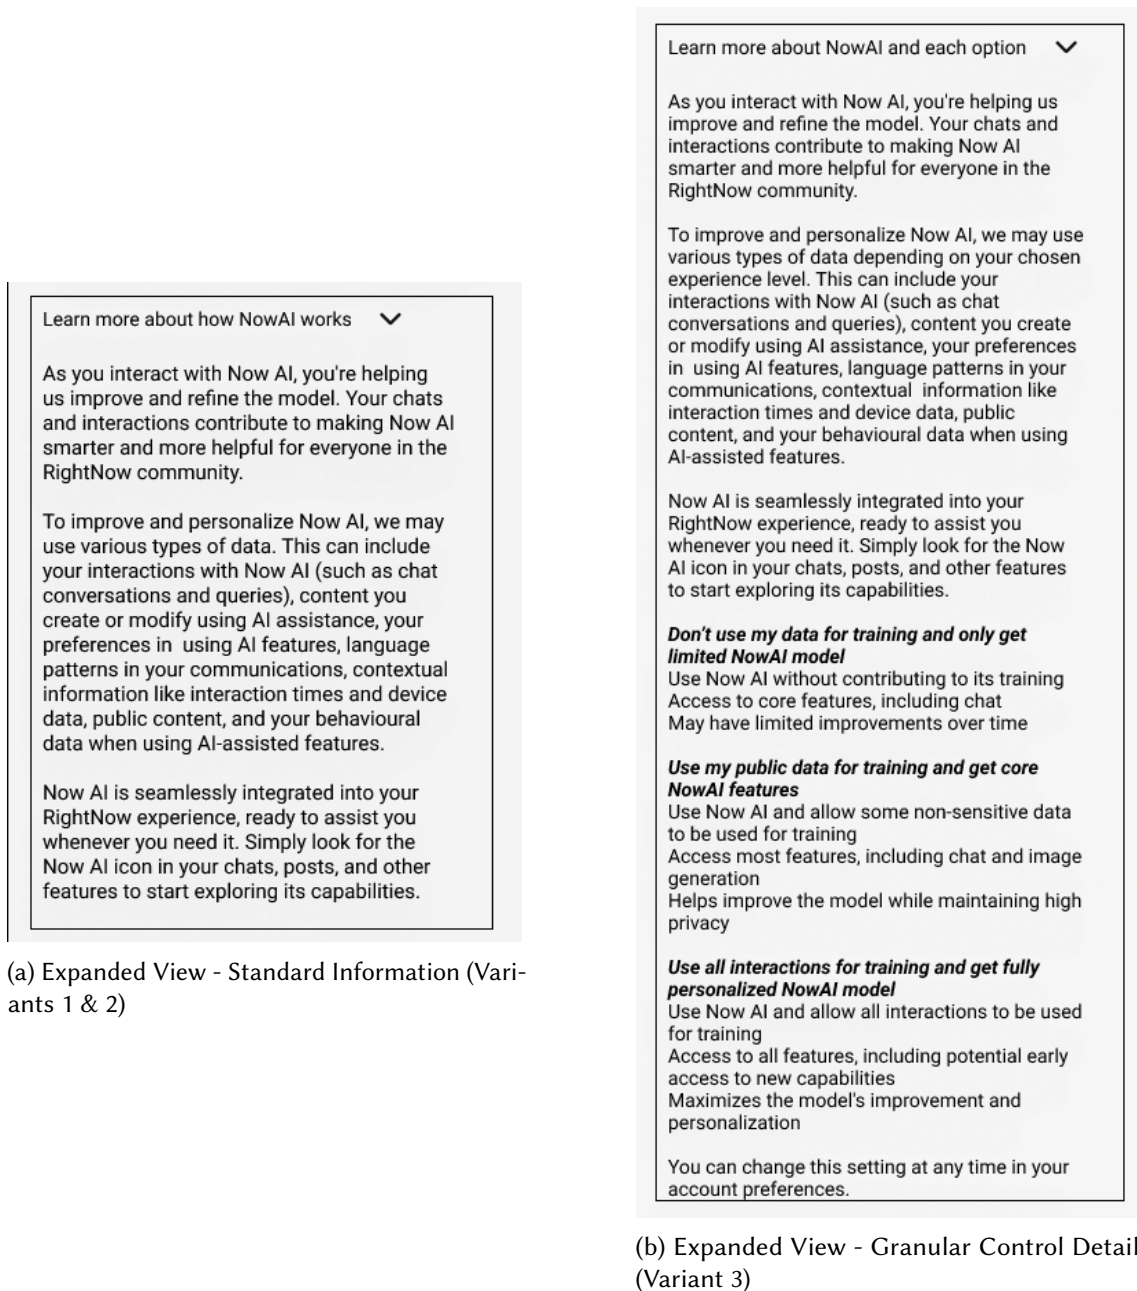 Learn more about how NowAI works
As you interact with Now AI, you're helping
us improve and refine the model. Your chats
and interactions contribute to making Now AI
smarter and more helpful for everyone in the
RightNow community.
To improve and personalize Now AI, we may
use various types of data. This can include
your interactions with Now AI (such as chat
conversations and queries), content you
create or modify using AI assistance, your
preferences in  using AI features, language
patterns in your communications, contextual
information like interaction times and device
data, public content, and your behavioural
data when using AI-assisted features.
Now AI is seamlessly integrated into your
RightNow experience, ready to assist you
whenever you need it. Simply look for the
Now AI icon in your chats, posts, and other
features to start exploring its capabilities.
(a) Expanded View - Standard Information (Vari-
ants 1 & 2)
Learn more about NowAI and each option
As you interact with Now AI, you're helping us
improve and refine the model. Your chats and
interactions contribute to making Now AI
smarter and more helpful for everyone in the
RightNow community.
To improve and personalize Now AI, we may use
various types of data depending on your chosen
experience level. This can include your
interactions with Now AI (such as chat
conversations and queries), content you create
or modify using AI assistance, your preferences
in  using AI features, language patterns in your
communications, contextual  information like
interaction times and device data, public
content, and your behavioural data when using
AI-assisted features.
Now AI is seamlessly integrated into your
RightNow experience, ready to assist you
whenever you need it. Simply look for the Now
AI icon in your chats, posts, and other features
to start exploring its capabilities.
Don't use my data for training and only get
limited NowAI model
Use Now AI without contributing to its training
Access to core features, including chat
May have limited improvements over time
Use my public data for training and get core
NowAI features
Use Now AI and allow some non-sensitive data
to be used for training
Access most features, including chat and image
generation
Helps improve the model while maintaining high
privacy
Use all interactions for training and get fully
personalized NowAI model
Use Now AI and allow all interactions to be used
for training
Access to all features, including potential early
access to new capabilities
Maximizes the model's improvement and
personalization
You can change this setting at any time in your
account preferences.
(b) Expanded View - Granular Control Detail
(Variant 3)